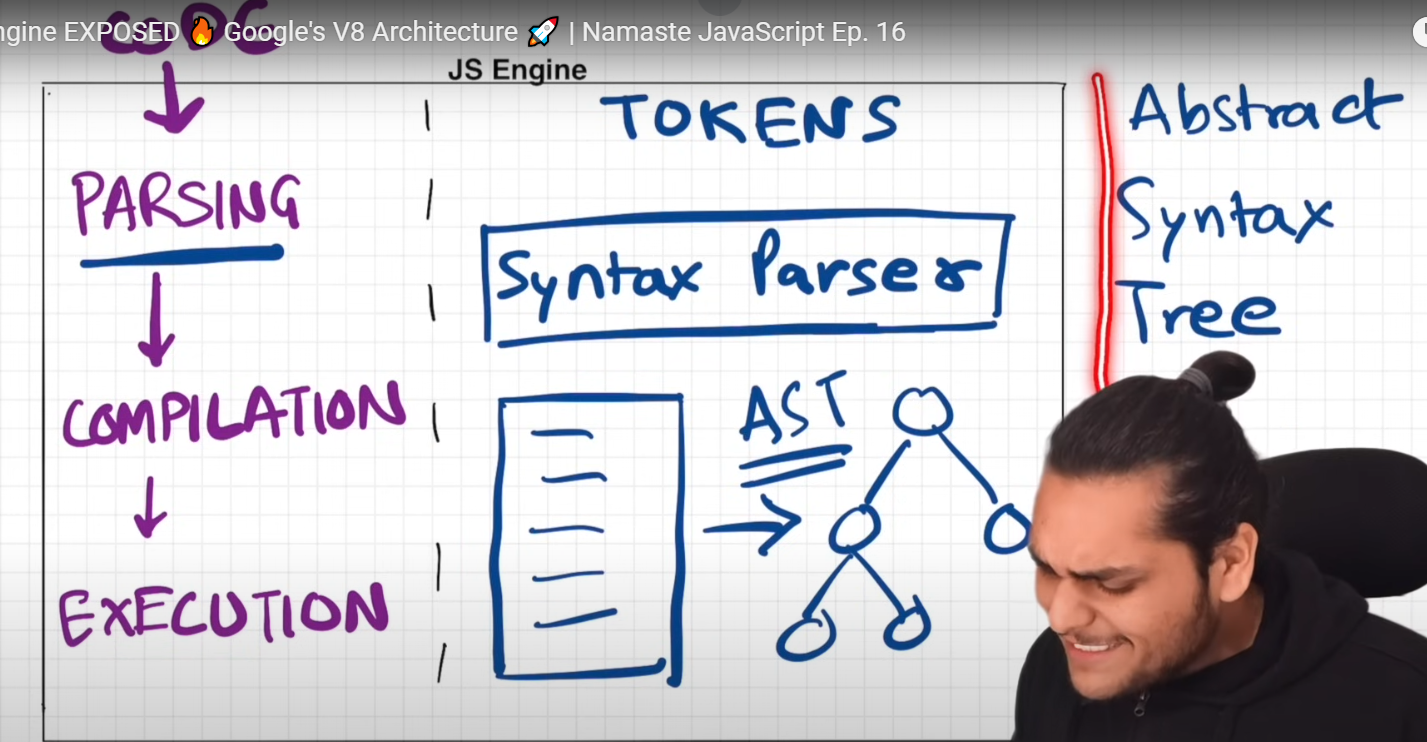 ngine EXPOSED 🔥 Google's V8 Architecture 🚀 | Namaste JavaScript Ep. 16
CODE
JS Engine
PARSING
COMPILATION
EXECUTION
TOKENS
Syntax Parser
AST
Abstract
Syntax
Tree